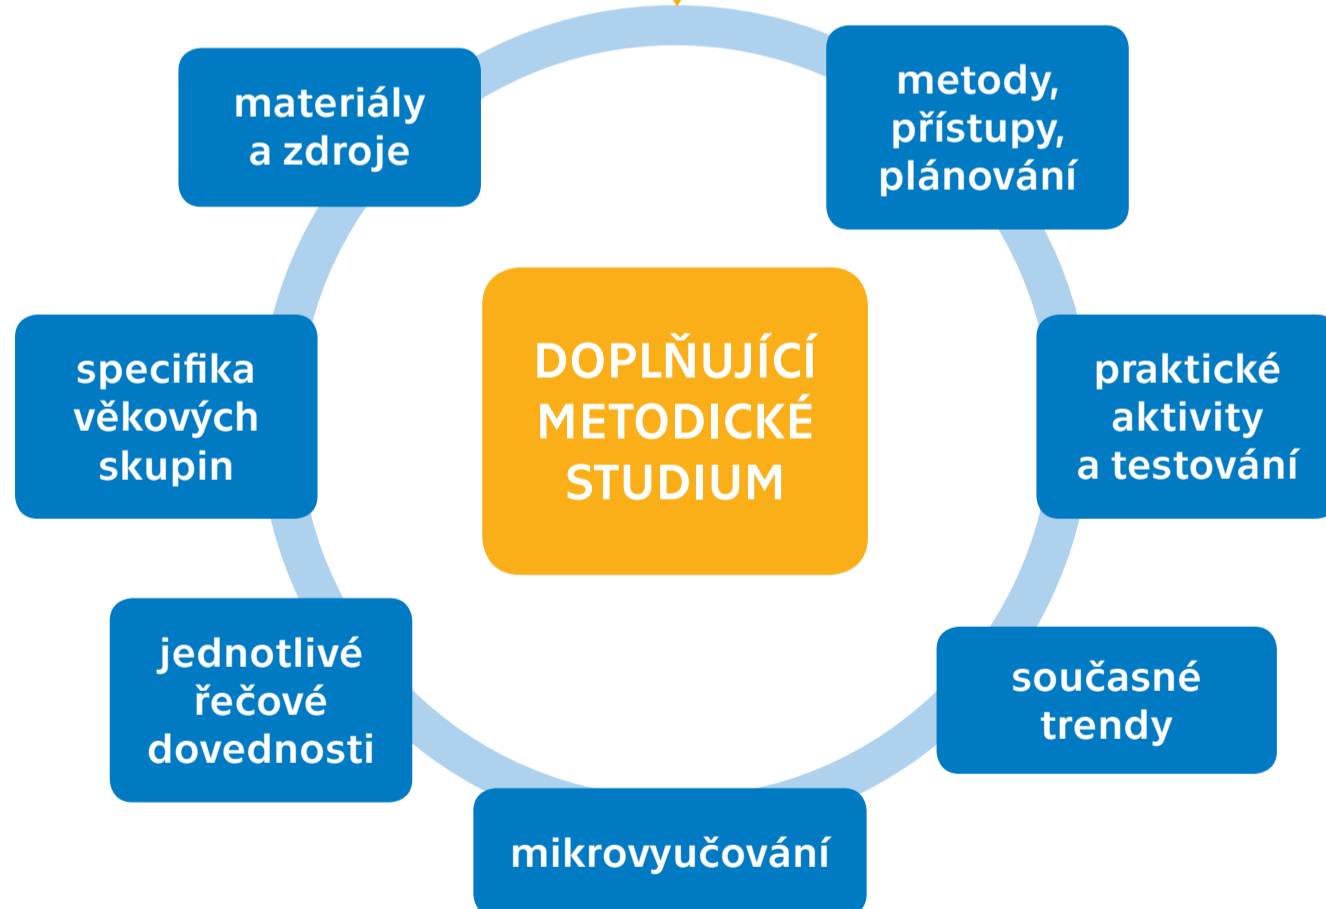 materiály
a zdroje
metody,
přístupy,
plánování
specifika
věkových
skupin
DOPLŇUJÍCÍ
METODICKÉ
STUDIUM
praktické
aktivity
a testování
jednotlivé
řečové
dovednosti
současné
trendy
mikrovyučování